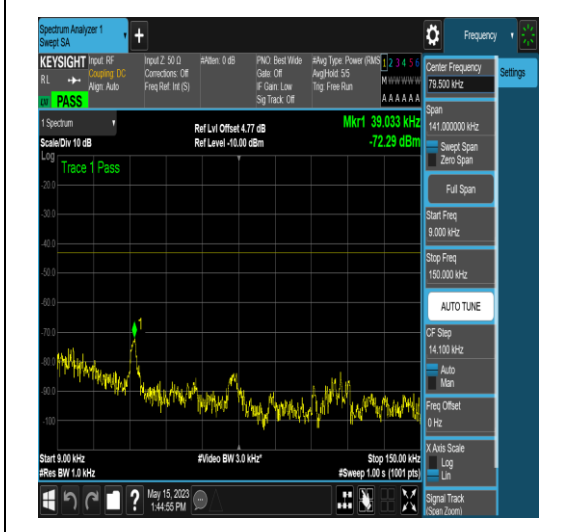 Spectrum Analyzer 1
Swept SA
Frequency
KEYSIGHT
RL
Input: RF
Coupling: DC
Align: Auto
Input Z: 50 Ω
Corrections: Off
Freq Ref: Int (S)
#Atten: 0 dB
PNO: Best Wide
Gate: Off
IF Gain: Low
Sig Track: Off
#Avg Type: Power (RMS
Avg|Hold: 5/5
Trig: Free Run
1 2 3 4 5 6
M W W W W W
A A A A A A
PASS
1 Spectrum
Scale/Div 10 dB
Ref Lvl Offset 4.77 dB
Ref Level -10.00 dBm
Mkr1 39.033 kHz
-72.29 dBm
Log
Trace 1 Pass
-20.0
-30.0
-40.0
-50.0
-60.0
-70.0
-80.0
-90.0
-100
1
Start 9.00 kHz
#Video BW 3.0 kHz*
Stop 150.00 kHz
#Res BW 1.0 kHz
#Sweep 1.00 s (1001 pts)
May 15, 2023
1:44:55 PM
Center Frequency
79.500 kHz
Settings
Span
141.000000 kHz
Swept Span
Zero Span
Full Span
Start Freq
9.000 kHz
Stop Freq
150.000 kHz
AUTO TUNE
CF Step
14.100 kHz
Auto
Man
Freq Offset
0 Hz
X Axis Scale
Log
Lin
Signal Track
(Span Zoom)